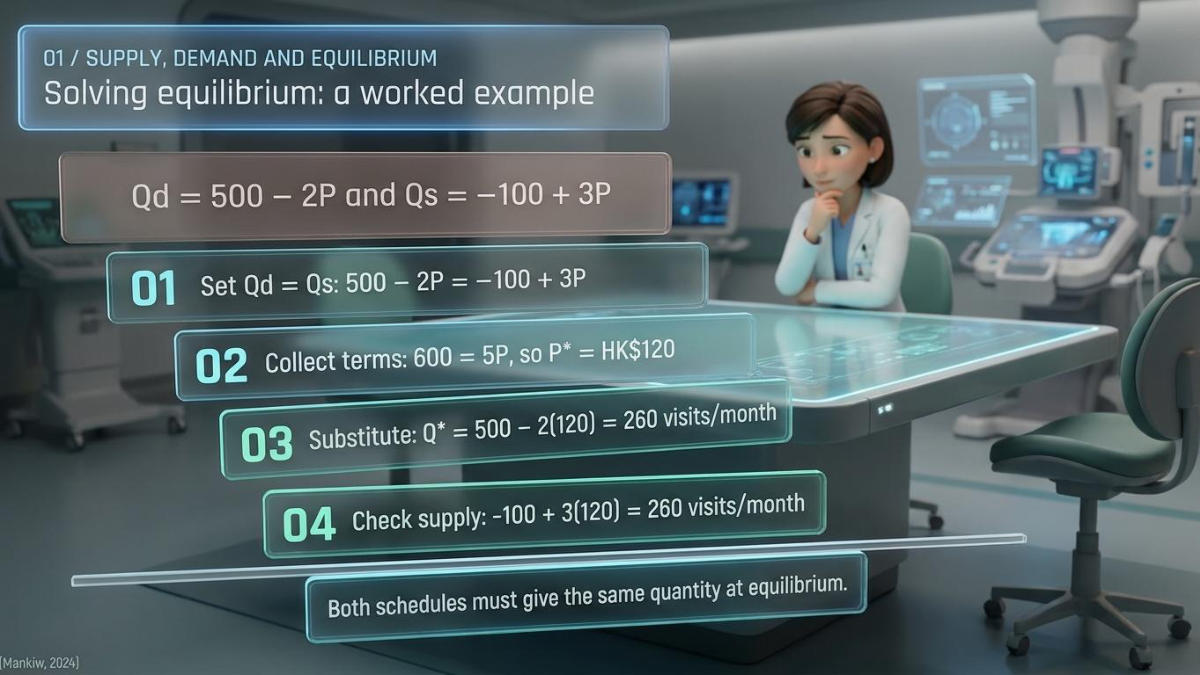 01 / SUPPLY, DEMAND AND EQUILIBRIUM
Solving equilibrium: a worked example
Qd = 500 − 2P and Qs = −100 + 3P
01 Set Qd = Qs: 500 − 2P = −100 + 3P
02 Collect terms: 600 = 5P, so P* = HK$120
03 Substitute: Q* = 500 − 2(120) = 260 visits/month
04 Check supply: -100 + 3(120) = 260 visits/month
Both schedules must give the same quantity at equilibrium.
[Mankiw, 2024]